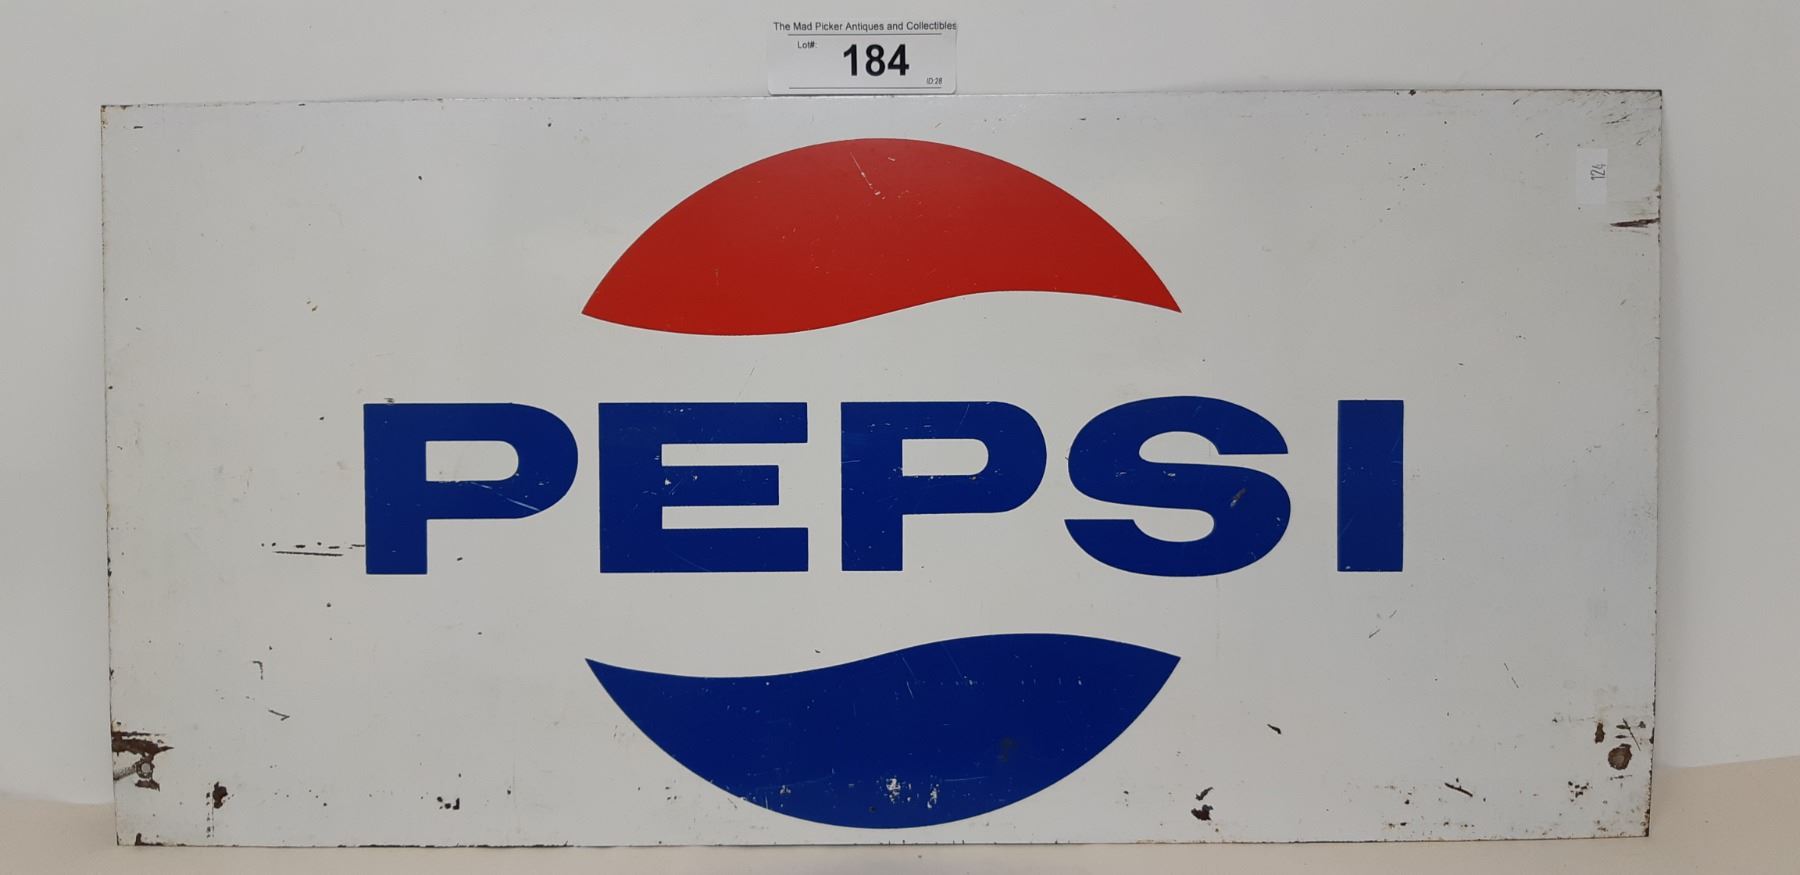 The Mad Picker Antiques and Collectibles
Lot#:
184
ID:28
124
PEPSI